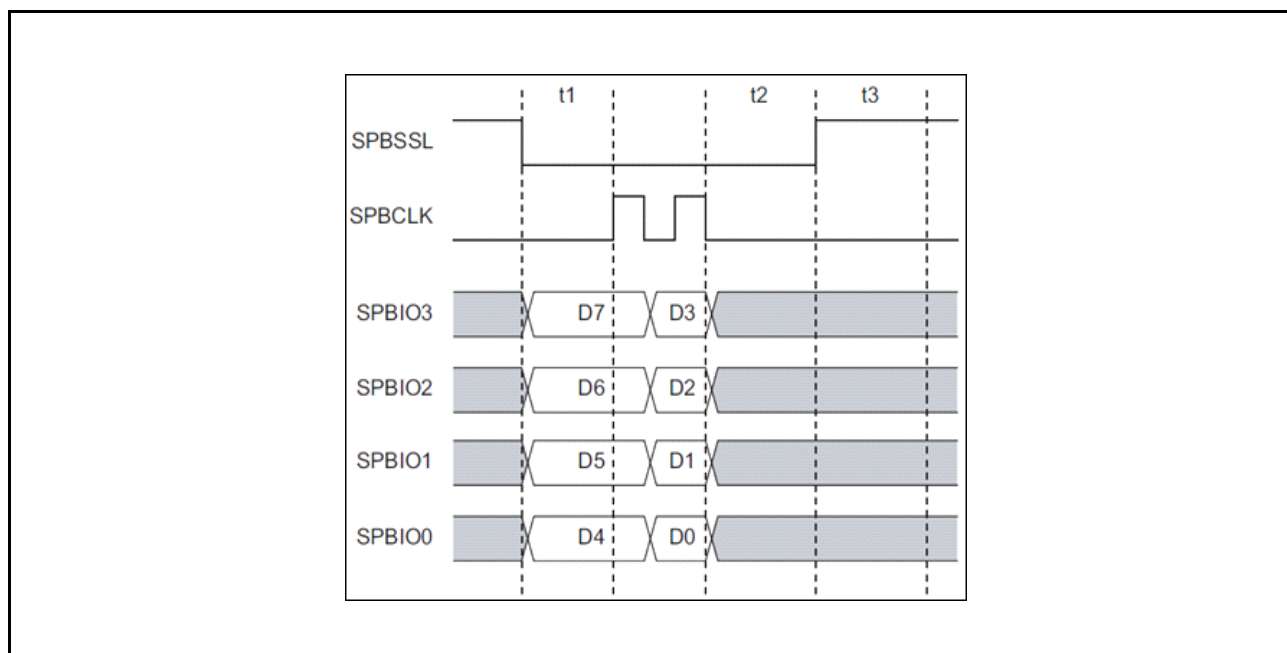 t1 t2 t3
SPBSSL
SPBCLK
SPBIO3 D7 D3
SPBIO2 D6 D2
SPBIO1 D5 D1
SPBIO0 D4 D0